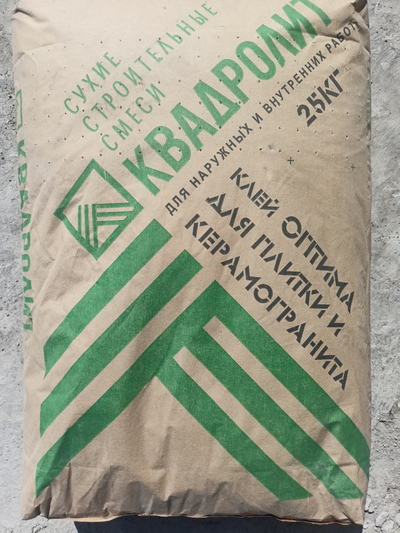 СУХИЕ
СТРОИТЕЛЬНЫЕ
СМЕСИ
КВАДРОЛИТ
ДЛЯ НАРУЖНЫХ И ВНУТРЕННИХ РАБОТ
25КГ
КЛЕЙ ОПТИМА
ДЛЯ ПЛИТКИ И
КЕРАМОГРАНИТА
КВАДРОЛИТ